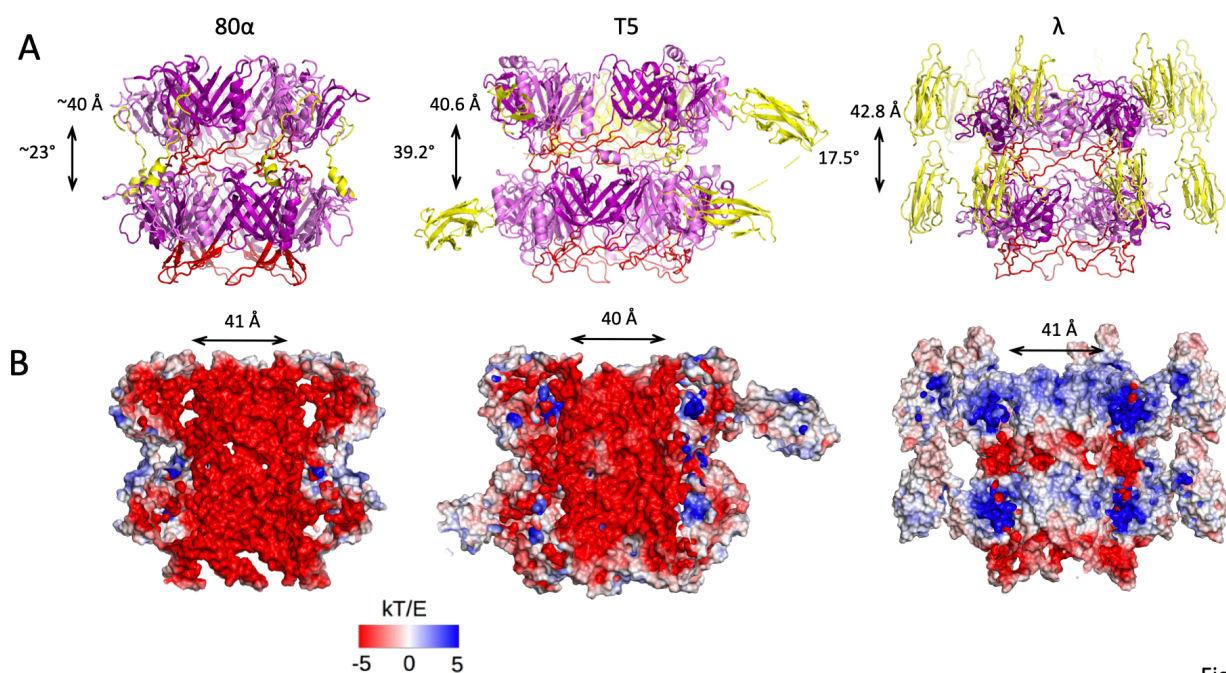 80α T5 λ
A
~40 Å 40.6 Å 42.8 Å
~23° 39.2° 17.5°
41 Å 40 Å 41 Å
B
kT/E
-5 0 5